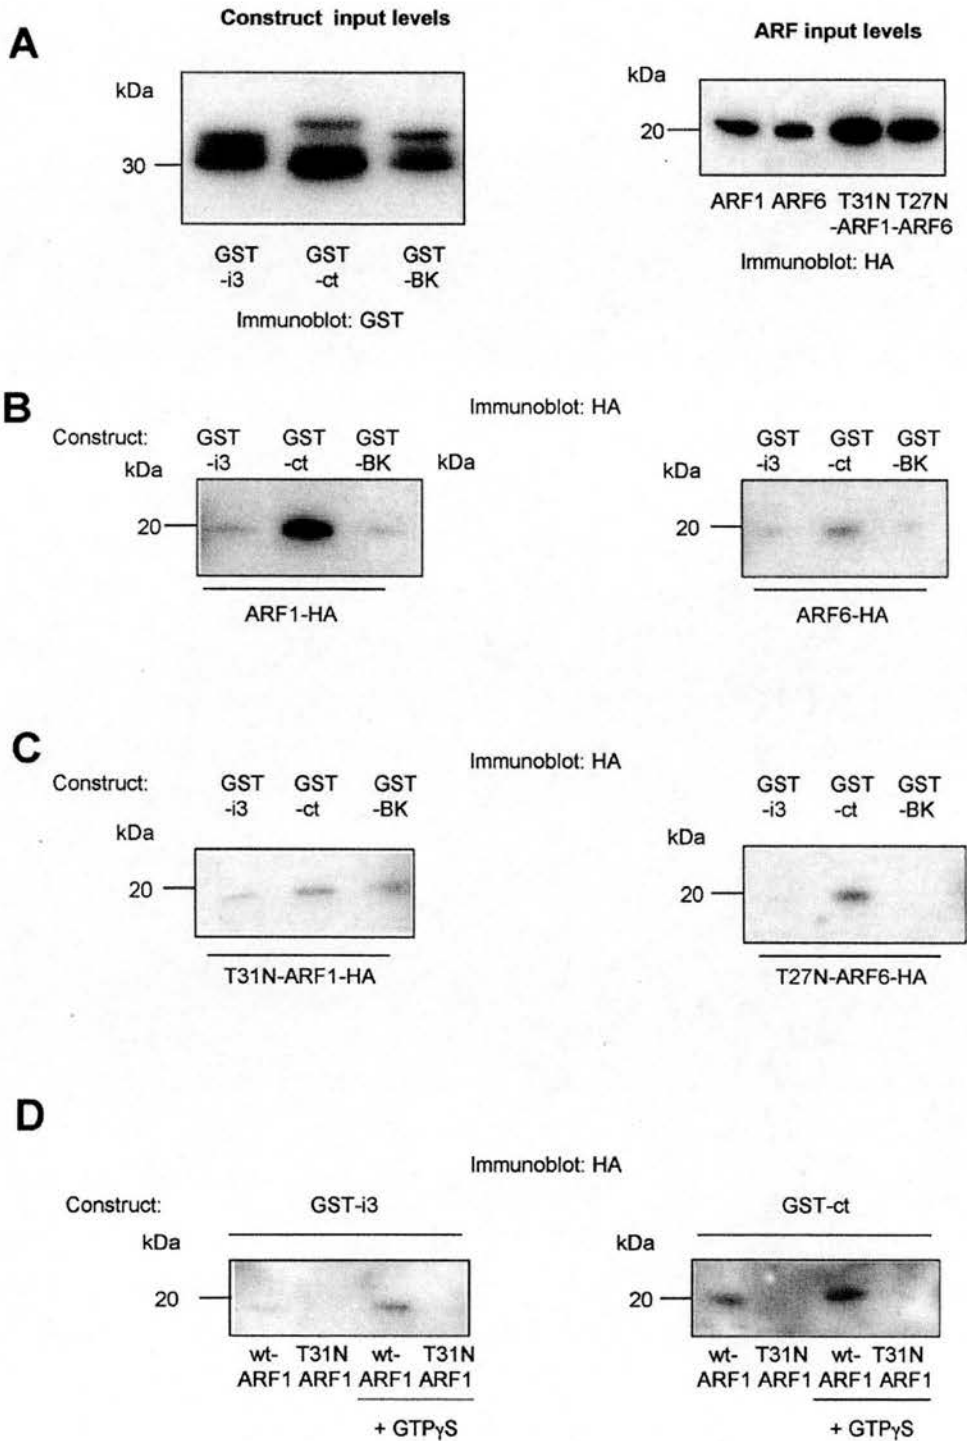 A
Construct input levels
ARF input levels
kDa
30
GST GST GST
-i3 -ct -BK
Immunoblot: GST
kDa
20
ARF1 ARF6 T31N T27N
-ARF1 -ARF6
Immunoblot: HA
B
Immunoblot: HA
Construct: GST GST GST
-i3 -ct -BK
kDa
20
ARF1-HA
kDa
GST GST GST
-i3 -ct -BK
kDa
20
ARF6-HA
C
Immunoblot: HA
Construct: GST GST GST
-i3 -ct -BK
kDa
20
T31N-ARF1-HA
GST GST GST
-i3 -ct -BK
kDa
20
T27N-ARF6-HA
D
Immunoblot: HA
Construct: GST-i3
kDa
20
wt- T31N wt- T31N
ARF1 ARF1 ARF1 ARF1
+ GTPγS
GST-ct
kDa
20
wt- T31N wt- T31N
ARF1 ARF1 ARF1 ARF1
+ GTPγS